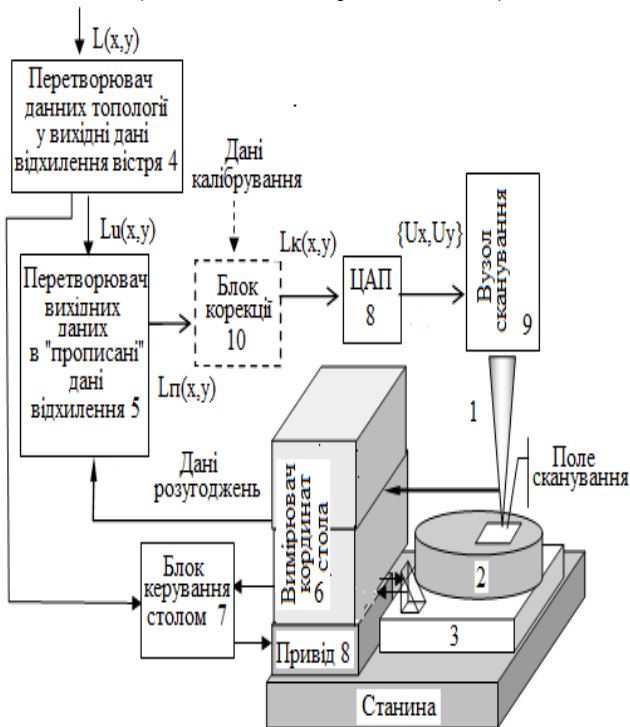 L(x,y)
Перетворювач
данних топології
у вихідні дані
відхилення вістря 4
Дані
калібрування
Lu(x,y)
Lк(x,y)
{Ux,Uy}
Перетворювач
вихідних
даних
в "прописані"
дані
відхилення 5
Блок
корекції
10
ЦАП
8
Вузол
сканування
9
Lп(x,y)
1
Поле
сканування
Дані
розугоджень
Вимірювач
кординат
стола
6
2
Блок
керування
столом 7
3
Привід 8
Станина